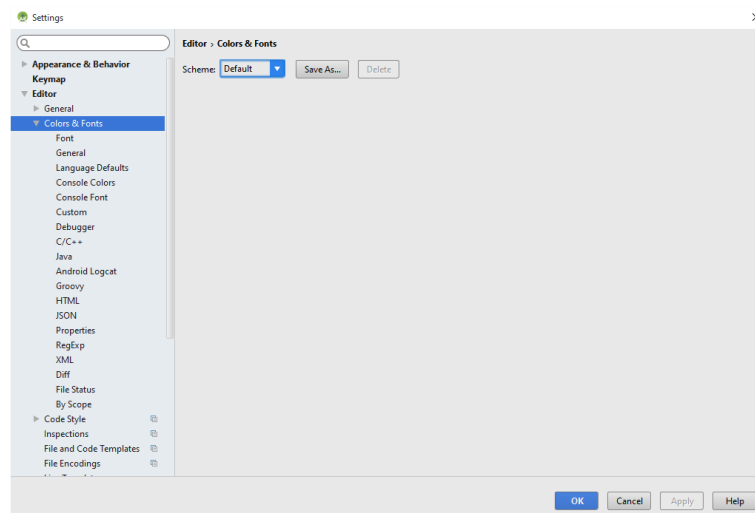 Settings
Editor › Colors & Fonts
Scheme: Default Save As... Delete
Appearance & Behavior
Keymap
Editor
General
Colors & Fonts
Font
General
Language Defaults
Console Colors
Console Font
Custom
Debugger
C/C++
Java
Android Logcat
Groovy
HTML
JSON
Properties
RegExp
XML
Diff
File Status
By Scope
Code Style
Inspections
File and Code Templates
File Encodings
OK Cancel Apply Help